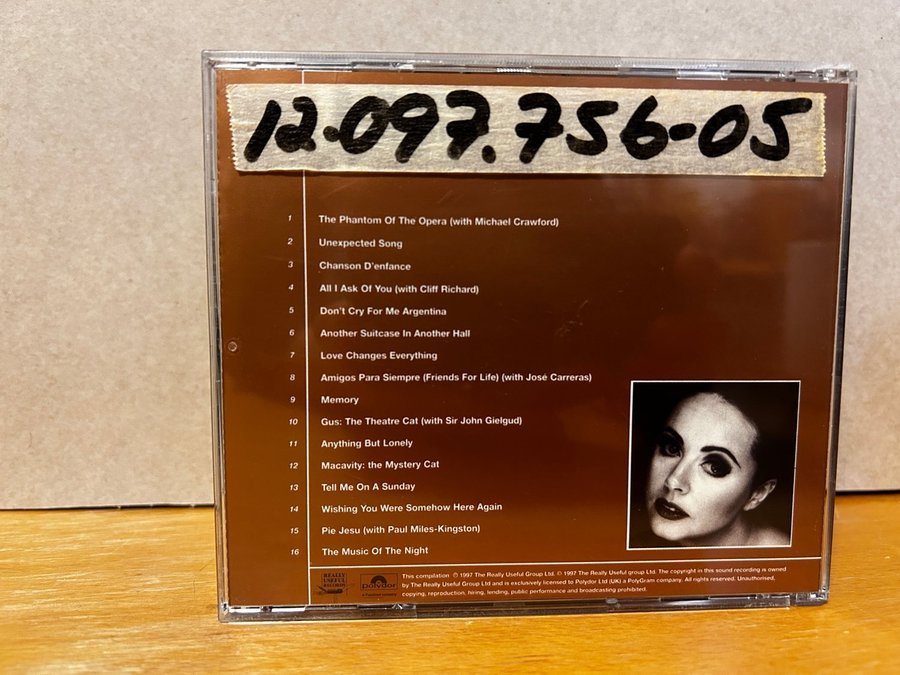 12.097.756-05
1 The Phantom Of The Opera (with Michael Crawford)
2 Unexpected Song
3 Chanson D'enfance
4 All I Ask Of You (with Cliff Richard)
5 Don't Cry For Me Argentina
6 Another Suitcase In Another Hall
7 Love Changes Everything
8 Amigos Para Siempre (Friends For Life) (with José Carreras)
9 Memory
10 Gus: The Theatre Cat (with Sir John Gielgud)
11 Anything But Lonely
12 Macavity: the Mystery Cat
13 Tell Me On A Sunday
14 Wishing You Were Somehow Here Again
15 Pie Jesu (with Paul Miles-Kingston)
16 The Music Of The Night
REALLY
USEFUL
RECORDS
polydor
This compilation ℗ 1997 The Really Useful Group Ltd. © 1997 The Really Useful group Ltd. The copyright in this sound recording is owned
by The Really Useful Group Ltd and is exclusively licensed to Polydor Ltd (UK) a PolyGram company. All rights reserved. Unauthorised,
copying, reproduction, hiring, lending, public performance and broadcasting prohibited.